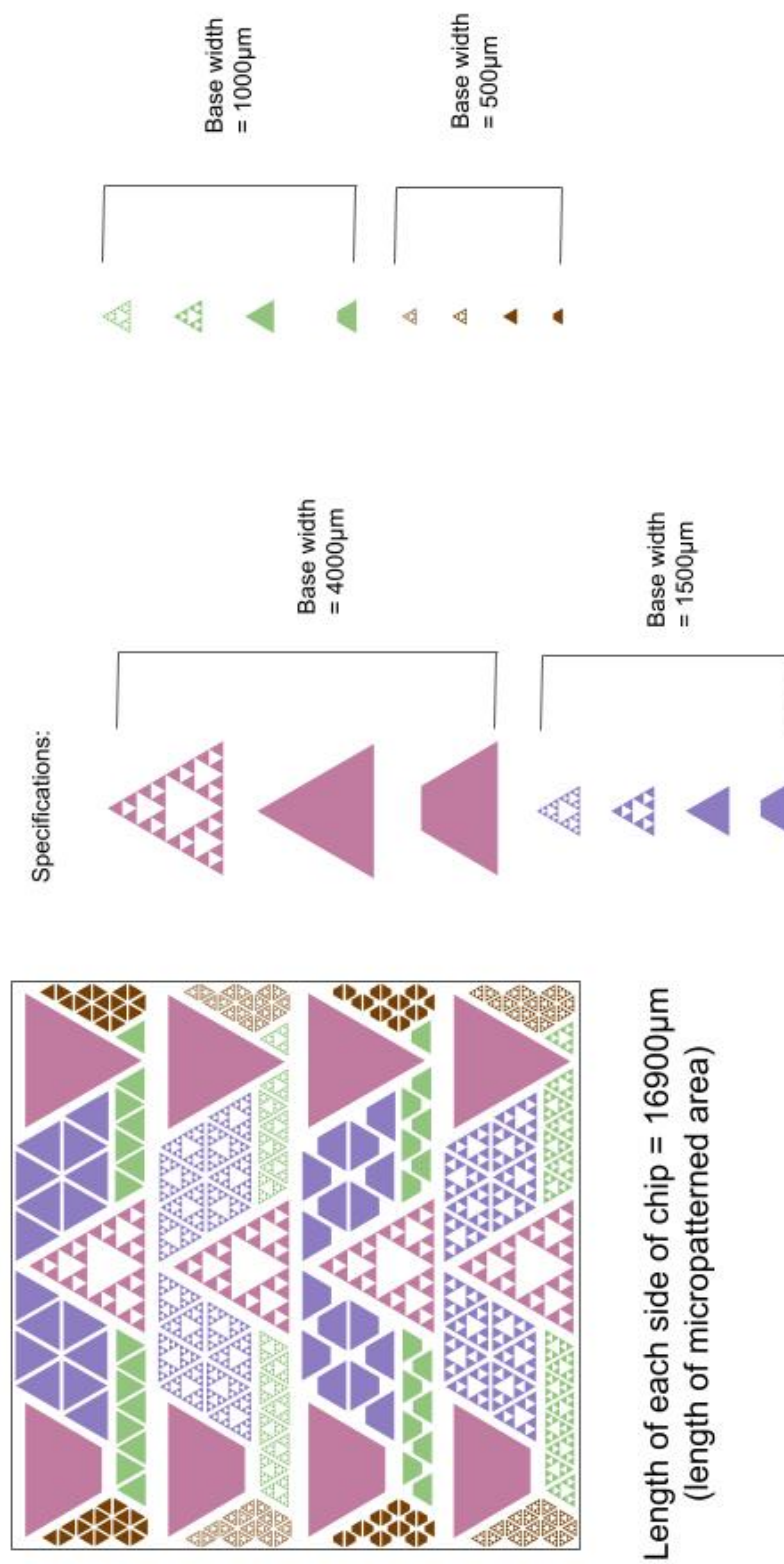 Specifications:
Base width
= 4000µm
Base width
= 1500µm
Base width
= 1000µm
Base width
= 500µm
Length of each side of chip = 16900µm
(length of micropatterned area)